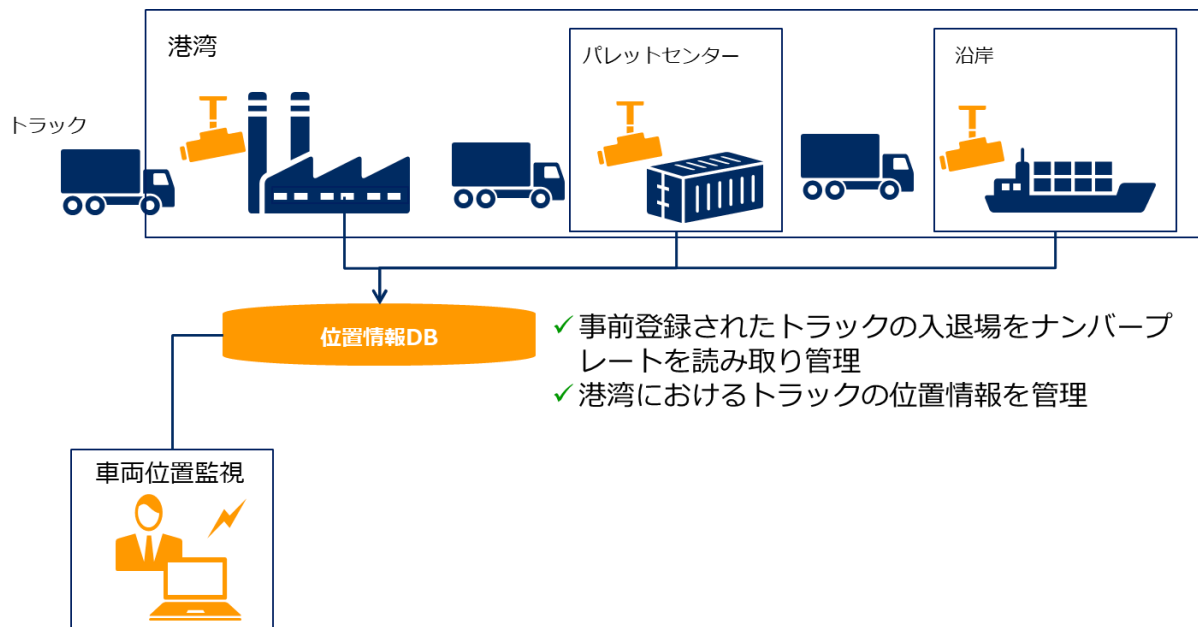 港湾
パレットセンター
沿岸
トラック
位置情報DB
✓事前登録されたトラックの入退場をナンバープ
レートを読み取り管理
✓港湾におけるトラックの位置情報を管理
車両位置監視